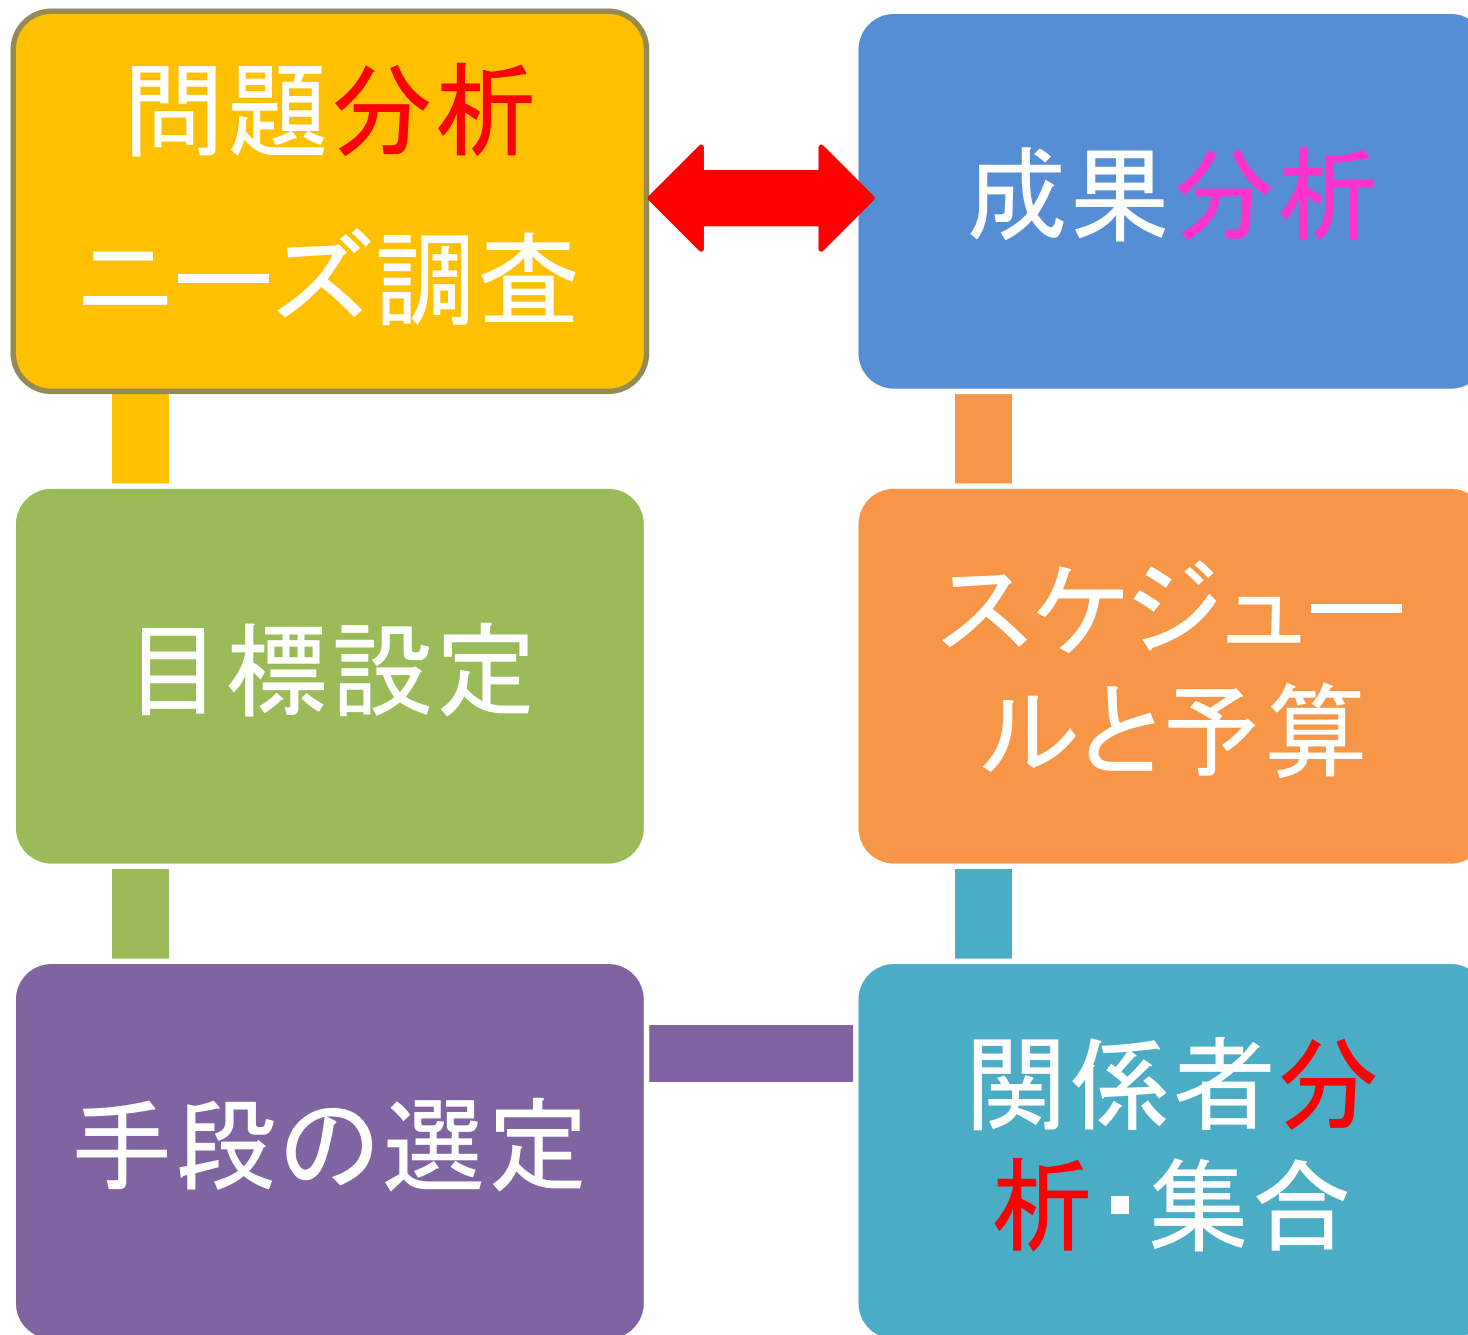 問題分析
ニーズ調査
目標設定
手段の選定
成果分析
スケジュー
ルと予算
関係者分
析・集合